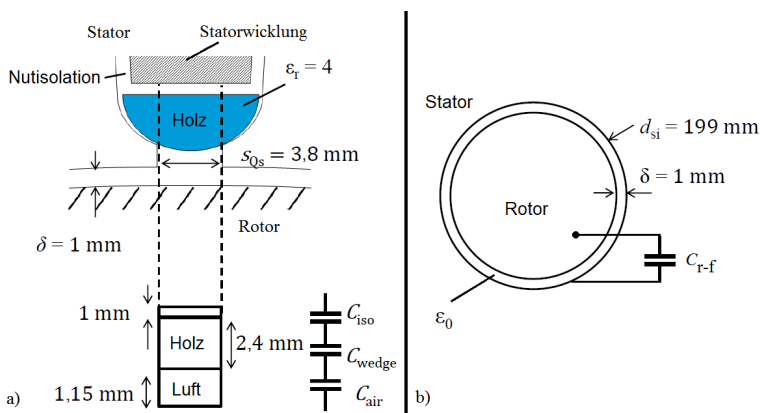 Stator
Statorwicklung
Nutisolation
εr = 4
Holz
sQs = 3,8 mm
δ = 1 mm
Rotor
1 mm
Holz
2,4 mm
1,15 mm
Luft
Ciso
Cwedge
Cair
a)
b)
Stator
dsi = 199 mm
δ = 1 mm
Rotor
Cr-f
ε0